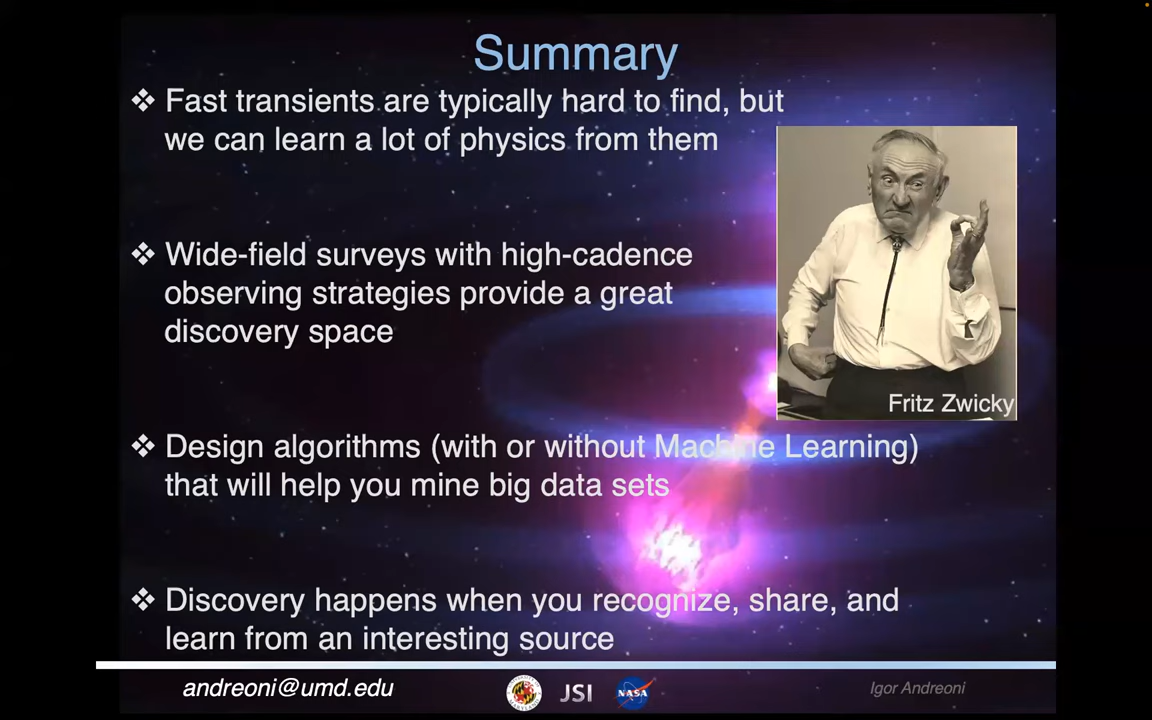 Summary
❖ Fast transients are typically hard to find, but
we can learn a lot of physics from them
❖ Wide-field surveys with high-cadence
observing strategies provide a great
discovery space
Fritz Zwicky
❖ Design algorithms (with or without Machine Learning)
that will help you mine big data sets
❖ Discovery happens when you recognize, share, and
learn from an interesting source
andreoni@umd.edu
JSI
NASA
Igor Andreoni